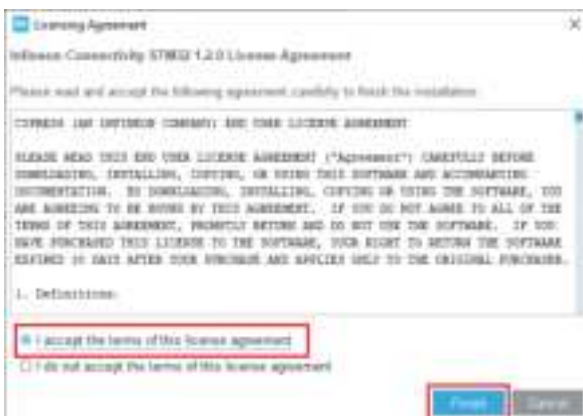 Licensing Agreement
Infineon Connectivity STM32 1.2.0 License Agreement
Please read and accept the following agreement carefully to finish the installation.
CYPRESS (AN INFINEON COMPANY) END USER LICENSE AGREEMENT
PLEASE READ THIS END USER LICENSE AGREEMENT ("Agreement") CAREFULLY BEFORE
DOWNLOADING, INSTALLING, COPYING, OR USING THIS SOFTWARE AND ACCOMPANYING
DOCUMENTATION. BY DOWNLOADING, INSTALLING, COPYING OR USING THE SOFTWARE, YOU
ARE AGREEING TO BE BOUND BY THIS AGREEMENT. IF YOU DO NOT AGREE TO ALL OF THE
TERMS OF THIS AGREEMENT, PROMPTLY RETURN AND DO NOT USE THE SOFTWARE. IF YOU
HAVE PURCHASED THIS LICENSE TO THE SOFTWARE, YOUR RIGHT TO RETURN THE SOFTWARE
EXPIRES 30 DAYS AFTER YOUR PURCHASE AND APPLIES ONLY TO THE ORIGINAL PURCHASER.
1. Definitions.
I accept the terms of this license agreement
I do not accept the terms of this license agreement
Finish Cancel